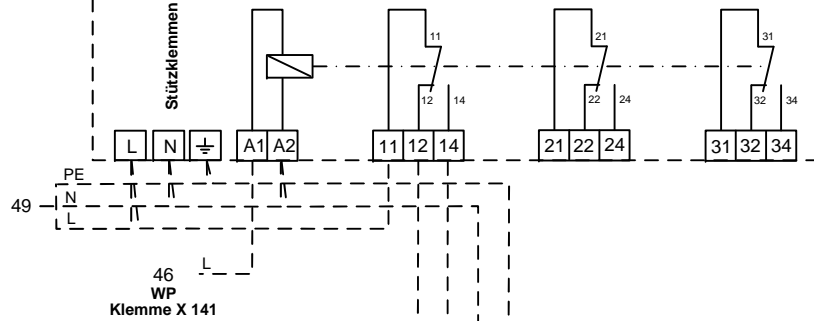 Stützklemmen
11
21
31
12
14
22
24
32
34
L N A1 A2 11 12 14 21 22 24 31 32 34
PE
N
49
L
L
46
WP
Klemme X 141